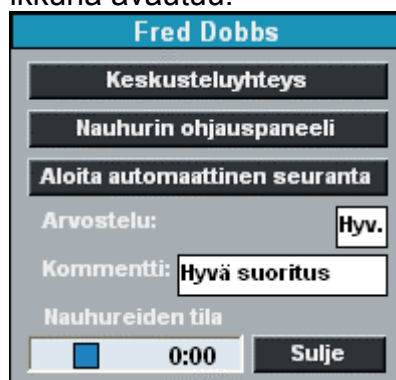 ikkuna avautuu.
Fred Dobbs
Keskusteluyhteys
Nauhurin ohjauspaneeli
Aloita automaattinen seuranta
Arvostelu: Hyv.
Kommentti: Hyvä suoritus
Nauhureiden tila
0:00 Sulje